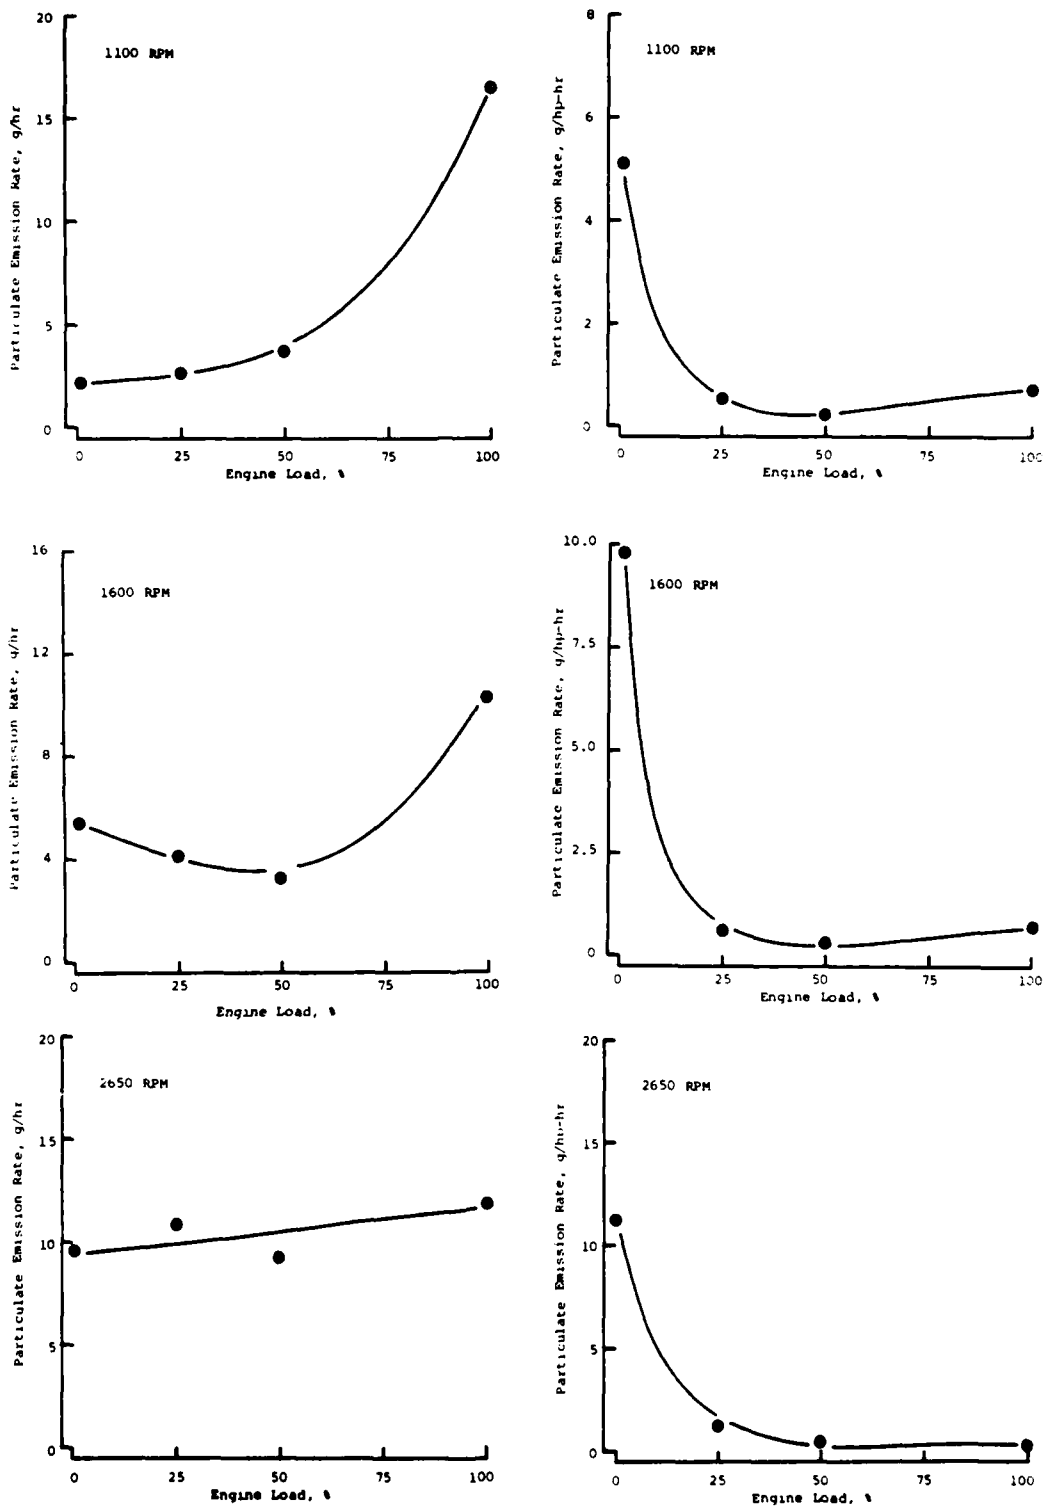 20
15
10
5
0
1100 RPM
Particulate Emission Rate, g/hr
0 25 50 75 100
Engine Load, %
8
6
4
2
0
1100 RPM
Particulate Emission Rate, g/hp-hr
0 25 50 75 100
Engine Load, %
16
12
8
4
0
1600 RPM
Particulate Emission Rate, g/hr
0 25 50 75 100
Engine Load, %
10.0
7.5
5.0
2.5
0
1600 RPM
Particulate Emission Rate, g/hp-hr
0 25 50 75 100
Engine Load, %
20
15
10
5
0
2650 RPM
Particulate Emission Rate, g/hr
0 25 50 75 100
Engine Load, %
20
15
10
5
0
2650 RPM
Particulate Emission Rate, g/hp-hr
0 25 50 75 100
Engine Load, %